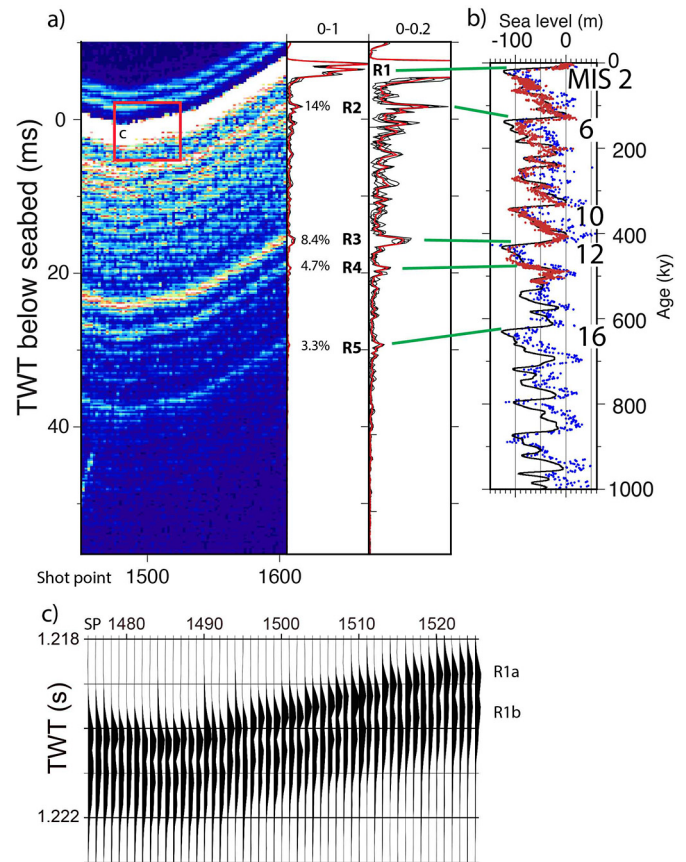 a)
0-1
0-0.2
b) Sea level (m)
-100 0
0
R1
MIS 2
0
c
14%
R2
6
200
TWT below seabed (ms)
10
8.4%
R3
400
12
20
4.7%
R4
Age (ky)
600
3.3%
R5
16
40
800
1000
Shot point 1500 1600
c)
SP 1480 1490 1500 1510 1520
1.218
R1a
R1b
TWT (s)
1.222